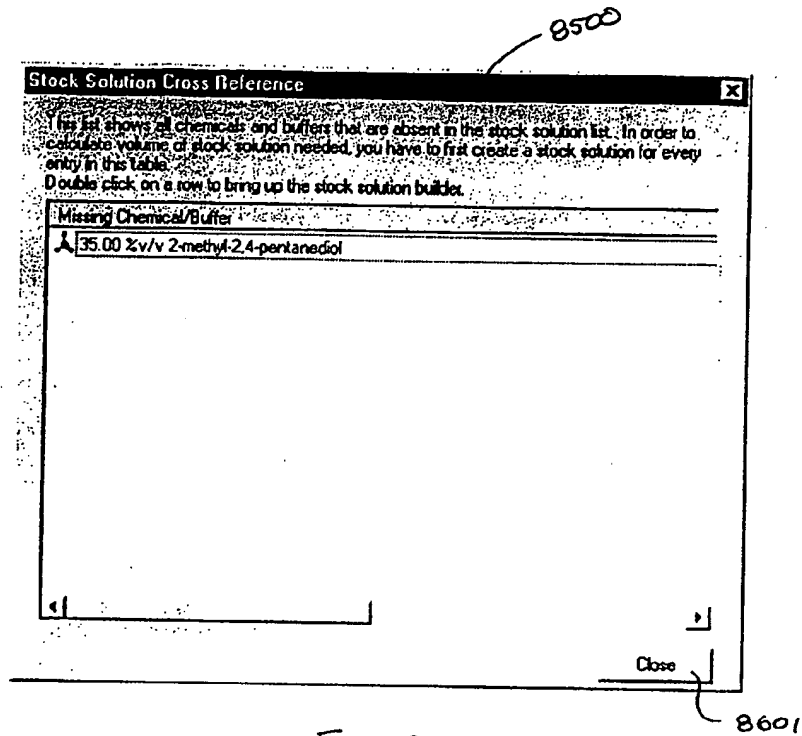 8500
Stock Solution Cross Reference
This list shows all chemicals and buffers that are absent in the stock solution list. In order to
calculate volume of stock solution needed, you have to first create a stock solution for every
entry in this table.
Double click on a row to bring up the stock solution builder.
Missing Chemical/Buffer
35.00 %v/v 2-methyl-2,4-pentanediol
Close
8601